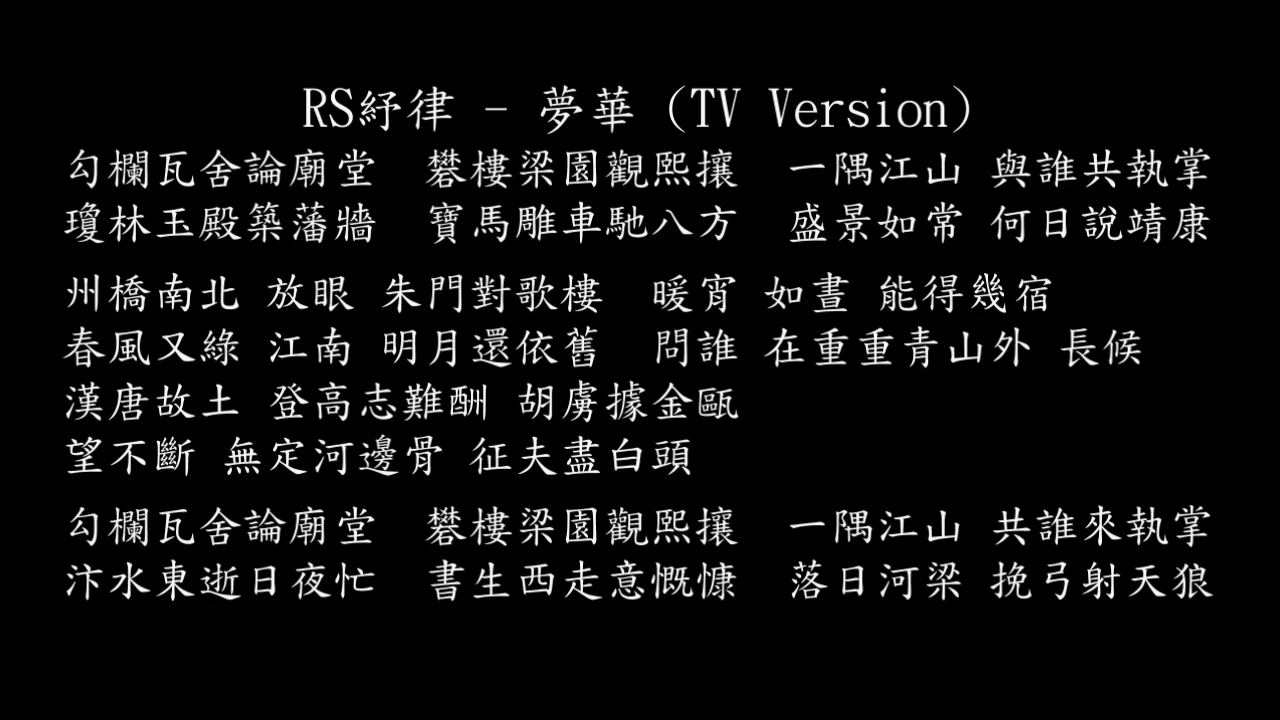 RS紓律 - 夢華 (TV Version)
勾欄瓦舍論廟堂  礬樓梁園觀熙攘  一隅江山 與誰共執掌
瓊林玉殿築藩牆  寶馬雕車馳八方  盛景如常 何日說靖康
州橋南北 放眼 朱門對歌樓  暖宵 如晝 能得幾宿
春風又綠 江南 明月還依舊  問誰 在重重青山外 長候
漢唐故土 登高志難酬 胡虜據金甌
望不斷 無定河邊骨 征夫盡白頭
勾欄瓦舍論廟堂  礬樓梁園觀熙攘  一隅江山 共誰來執掌
汴水東逝日夜忙  書生西走意慨慷  落日河梁 挽弓射天狼